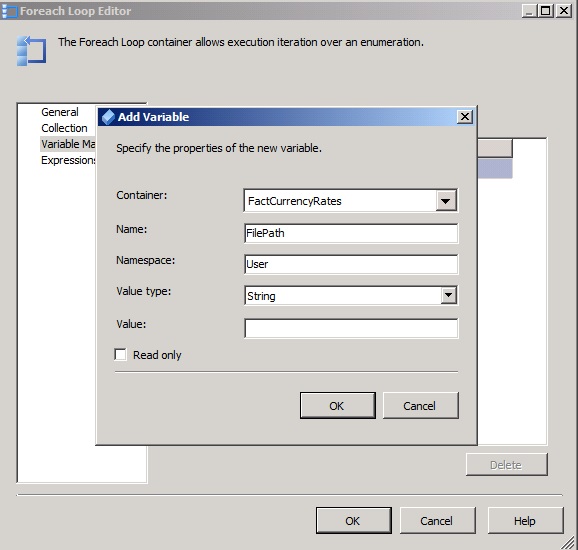 Foreach Loop Editor
The Foreach Loop container allows execution iteration over an enumeration.
General
Collection
Variable Ma
Expressions
Add Variable
Specify the properties of the new variable.
Container:
FactCurrencyRates
Name:
FilePath
Namespace:
User
Value type:
String
Value:
Read only
OK
Cancel
Delete
OK
Cancel
Help